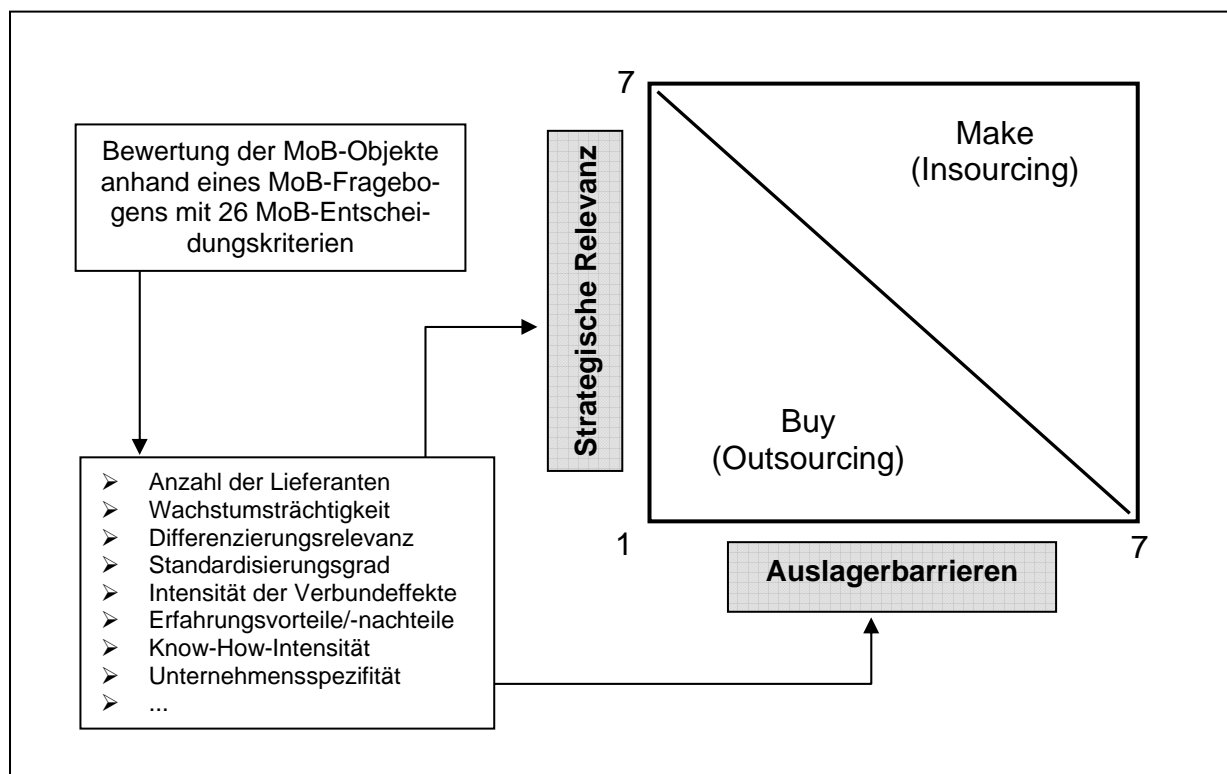 Bewertung der MoB-Objekte
anhand eines MoB-Fragebo-
gens mit 26 MoB-Entschei-
dungskriterien
➢ Anzahl der Lieferanten
➢ Wachstumsträchtigkeit
➢ Differenzierungsrelevanz
➢ Standardisierungsgrad
➢ Intensität der Verbundeffekte
➢ Erfahrungsvorteile/-nachteile
➢ Know-How-Intensität
➢ Unternehmensspezifität
➢ ...
Strategische Relevanz
7
Make
(Insourcing)
Buy
(Outsourcing)
1
7
Auslagerbarrieren